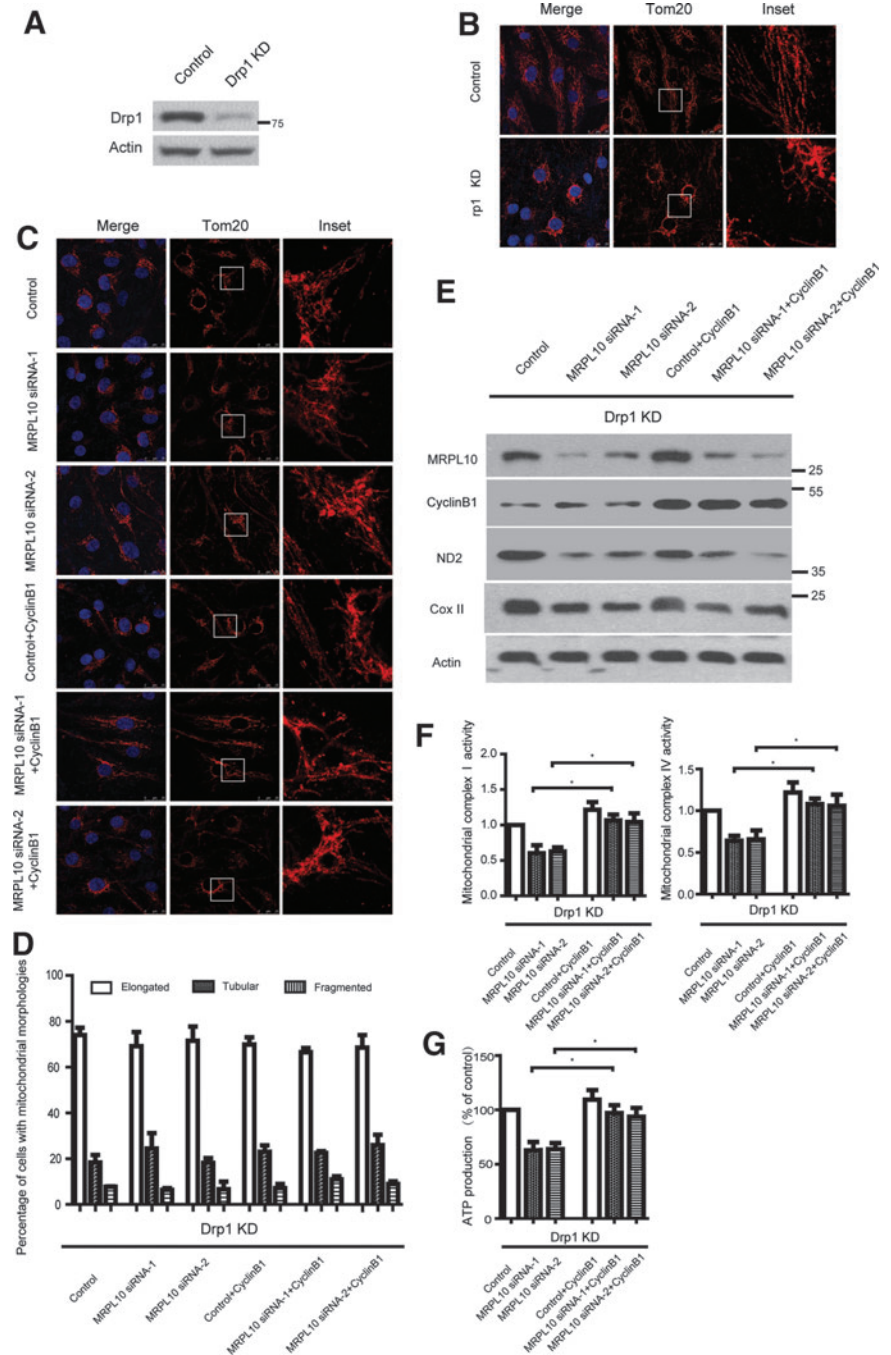 A
Control
Drp1 KD
Drp1
75
Actin
B
Merge
Tom20
Inset
Control
rp1 KD
C
Merge
Tom20
Inset
Control
MRPL10 siRNA-1
MRPL10 siRNA-2
Control+CyclinB1
MRPL10 siRNA-1
+CyclinB1
MRPL10 siRNA-2
+CyclinB1
D
Percentage of cells with mitochondrial morphologies
100
80
60
40
20
0
Elongated
Tubular
Fragmented
Drp1 KD
Control
MRPL10 siRNA-1
MRPL10 siRNA-2
Control+CyclinB1
MRPL10 siRNA-1+CyclinB1
MRPL10 siRNA-2+CyclinB1
E
Control
MRPL10 siRNA-1
MRPL10 siRNA-2
Control+CyclinB1
MRPL10 siRNA-1+CyclinB1
MRPL10 siRNA-2+CyclinB1
Drp1 KD
MRPL10
25
CyclinB1
55
ND2
35
Cox II
25
Actin
F
Mitochondrial complex I activity
2.0
1.5
1.0
0.5
0.0
*
*
Drp1 KD
Control
MRPL10 siRNA-1
MRPL10 siRNA-2
Control+CyclinB1
MRPL10 siRNA-1+CyclinB1
MRPL10 siRNA-2+CyclinB1
Mitochondrial complex IV activity
1.5
1.0
0.5
0.0
*
*
Drp1 KD
Control
MRPL10 siRNA-1
MRPL10 siRNA-2
Control+CyclinB1
MRPL10 siRNA-1+CyclinB1
MRPL10 siRNA-2+CyclinB1
G
ATP production (% of control)
150
100
50
0
*
*
Drp1 KD
Control
MRPL10 siRNA-1
MRPL10 siRNA-2
Control+CyclinB1
MRPL10 siRNA-1+CyclinB1
MRPL10 siRNA-2+CyclinB1